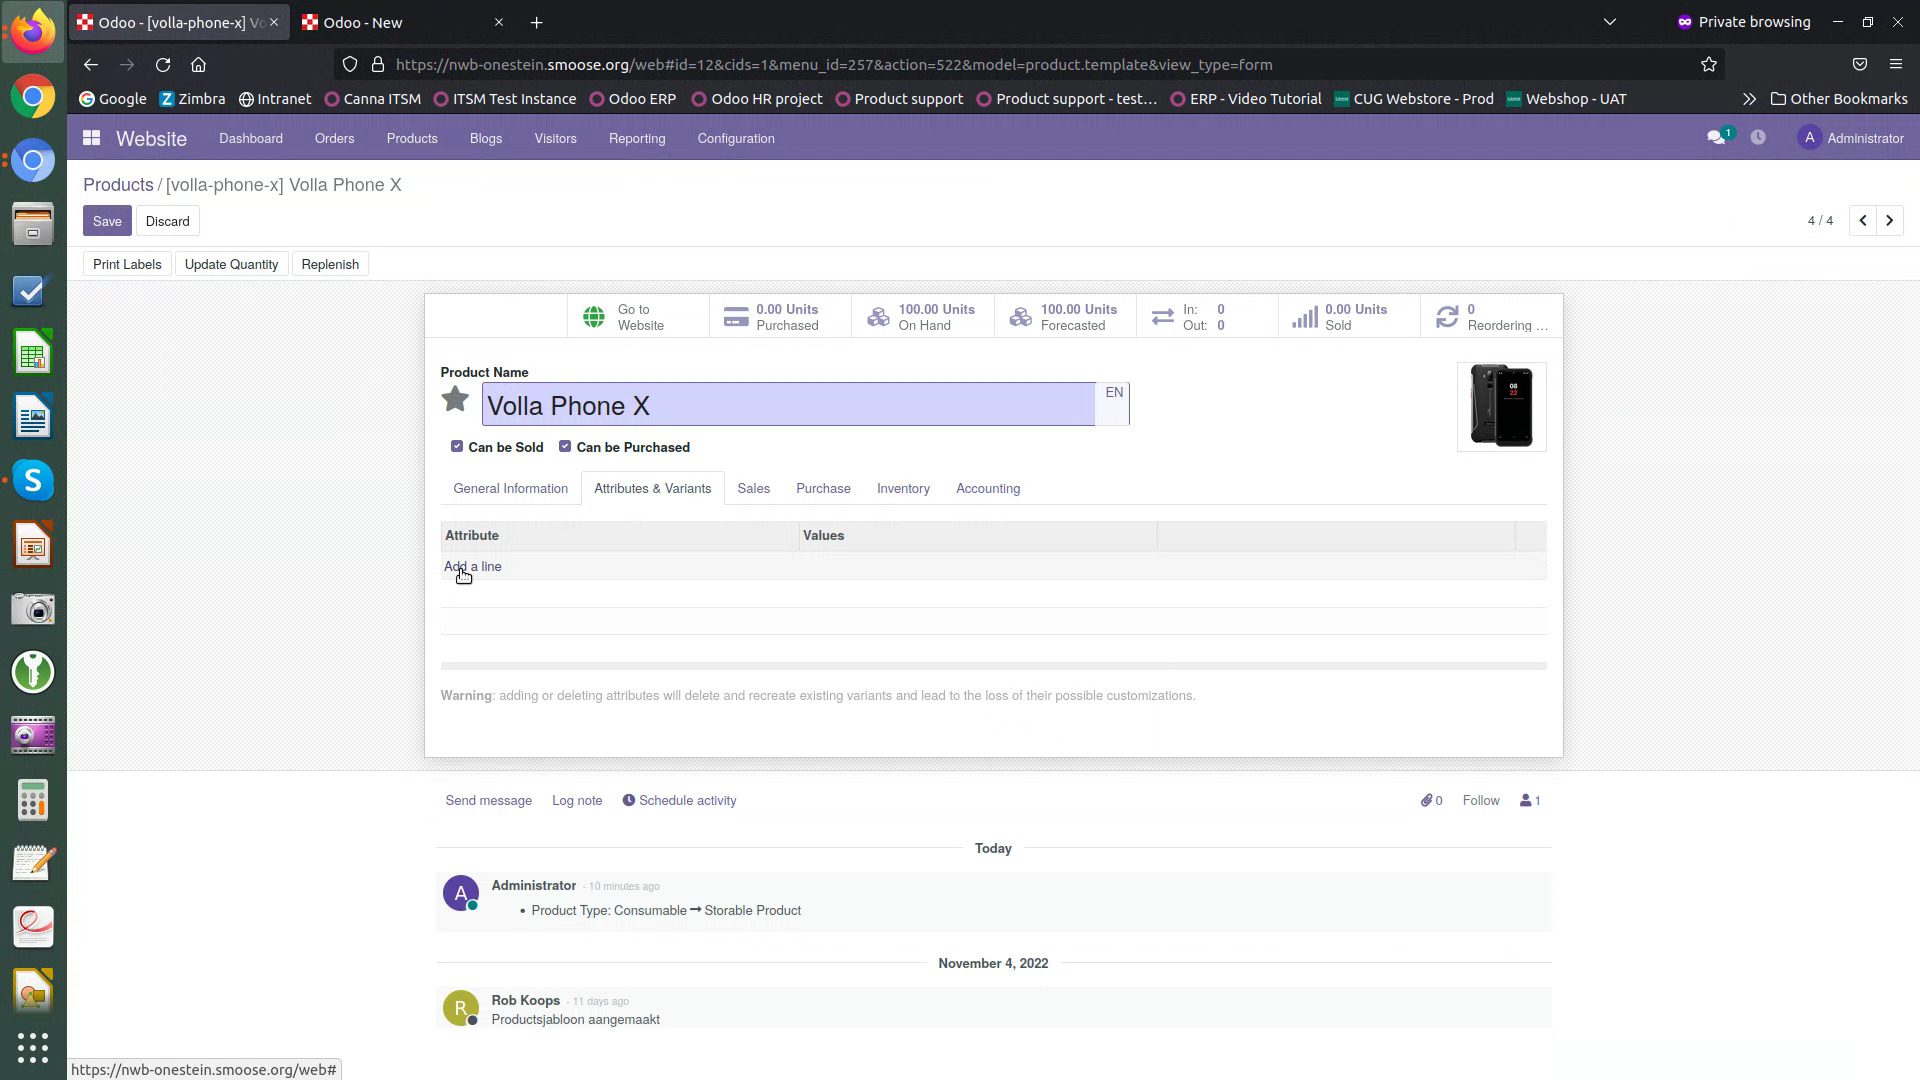 Odoo - [volla-phone-x] Vo
Odoo - New
Private browsing
https://nwb-onestein.smoose.org/web#id=12&cids=1&menu_id=257&action=522&model=product.template&view_type=form
Google Zimbra Intranet Canna ITSM ITSM Test Instance Odoo ERP Odoo HR project Product support Product support - test… ERP - Video Tutorial CUG Webstore - Prod Webshop - UAT Other Bookmarks
Website Dashboard Orders Products Blogs Visitors Reporting Configuration 1 A Administrator
Products / [volla-phone-x] Volla Phone X
Save Discard 4 / 4
Print Labels Update Quantity Replenish
Go to Website
0.00 Units Purchased
100.00 Units On Hand
100.00 Units Forecasted
In: 0
Out: 0
0.00 Units Sold
0 Reordering ...
Product Name
Volla Phone X EN
08
22
Can be Sold Can be Purchased
General Information Attributes & Variants Sales Purchase Inventory Accounting
Attribute Values
Add a line
Warning: adding or deleting attributes will delete and recreate existing variants and lead to the loss of their possible customizations.
Send message Log note Schedule activity 0 Follow 1
Today
A Administrator - 10 minutes ago
• Product Type: Consumable → Storable Product
November 4, 2022
R Rob Koops - 11 days ago
Productsjabloon aangemaakt
https://nwb-onestein.smoose.org/web#